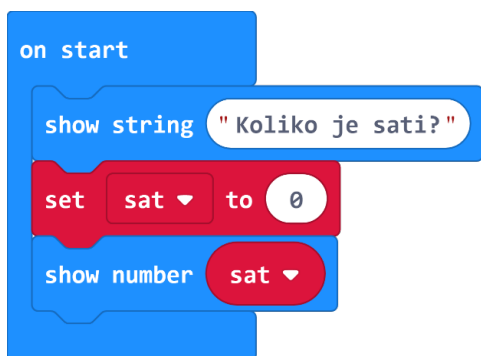 on start
show string "Koliko je sati?"
set sat to 0
show number sat